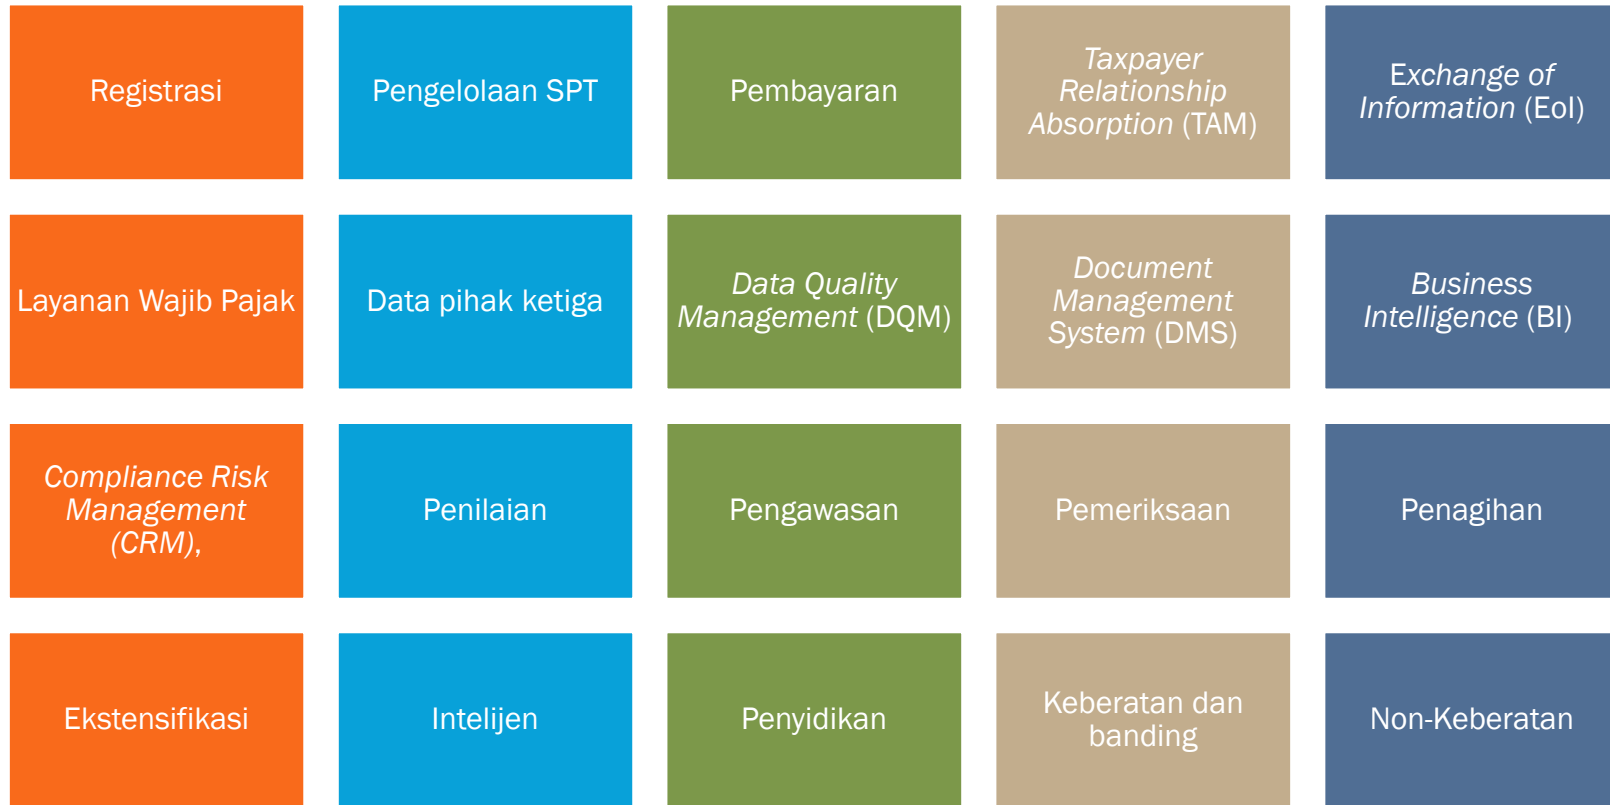 Registrasi
Pengelolaan SPT
Pembayaran
Taxpayer
Relationship
Absorption (TAM)
Exchange of
Information (EoI)
Layanan Wajib Pajak
Data pihak ketiga
Data Quality
Management (DQM)
Document
Management
System (DMS)
Business
Intelligence (BI)
Compliance Risk
Management
(CRM),
Penilaian
Pengawasan
Pemeriksaan
Penagihan
Ekstensifikasi
Intelijen
Penyidikan
Keberatan dan
banding
Non-Keberatan